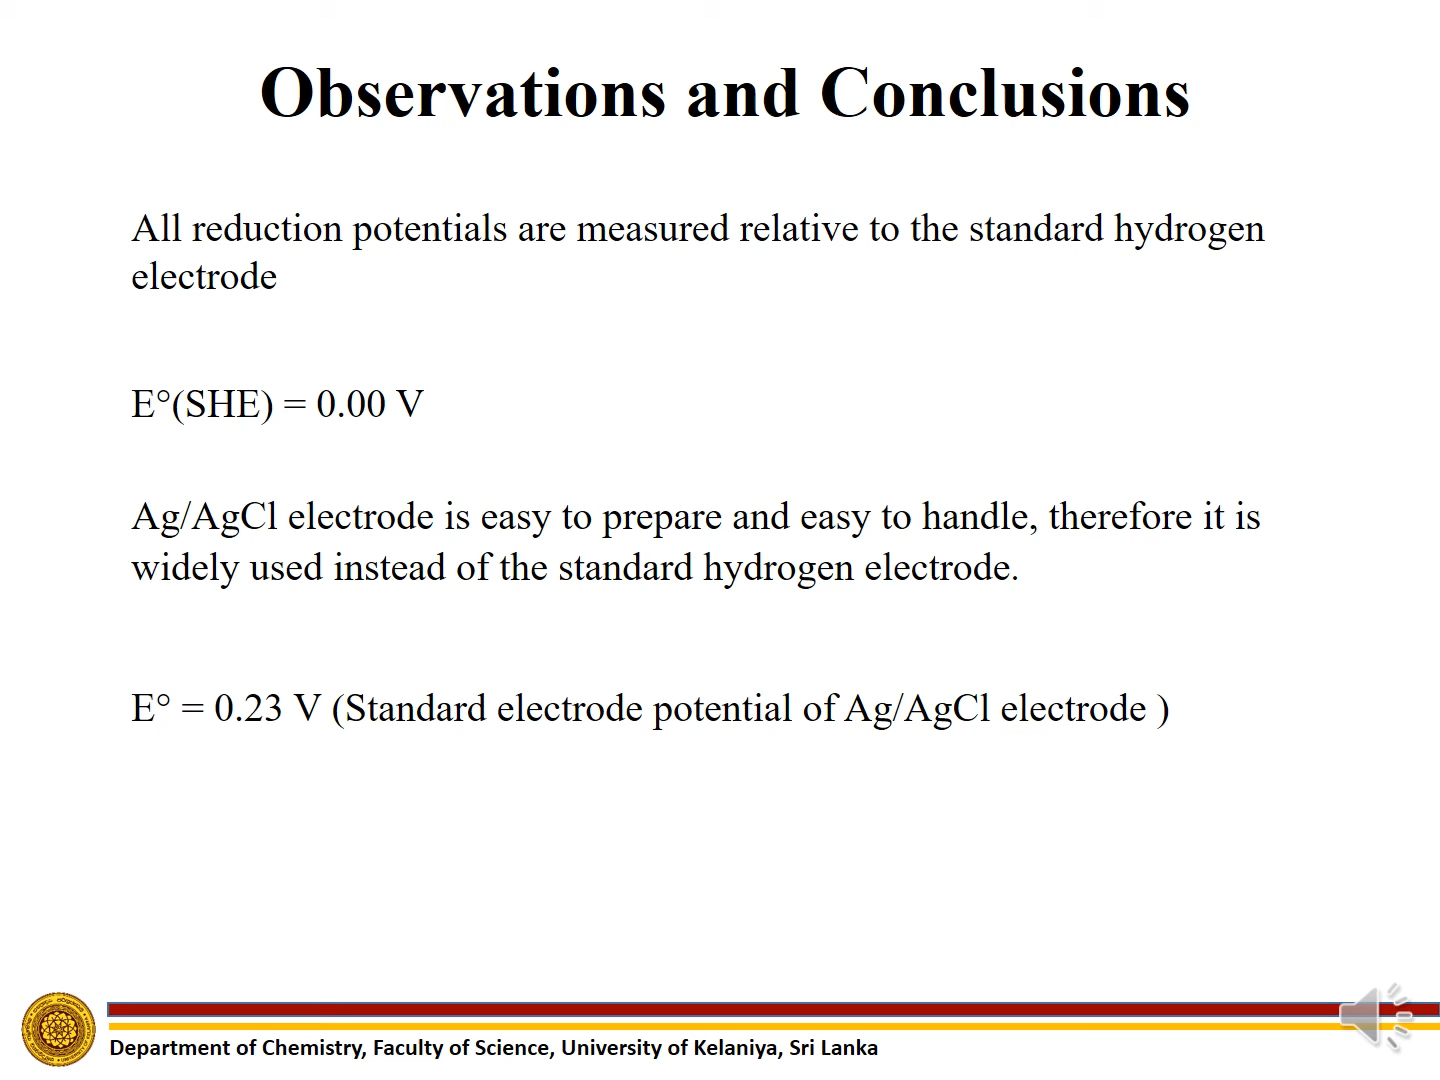 Observations and Conclusions
All reduction potentials are measured relative to the standard hydrogen
electrode
E°(SHE) = 0.00 V
Ag/AgCl electrode is easy to prepare and easy to handle, therefore it is
widely used instead of the standard hydrogen electrode.
E° = 0.23 V (Standard electrode potential of Ag/AgCl electrode )
Department of Chemistry, Faculty of Science, University of Kelaniya, Sri Lanka